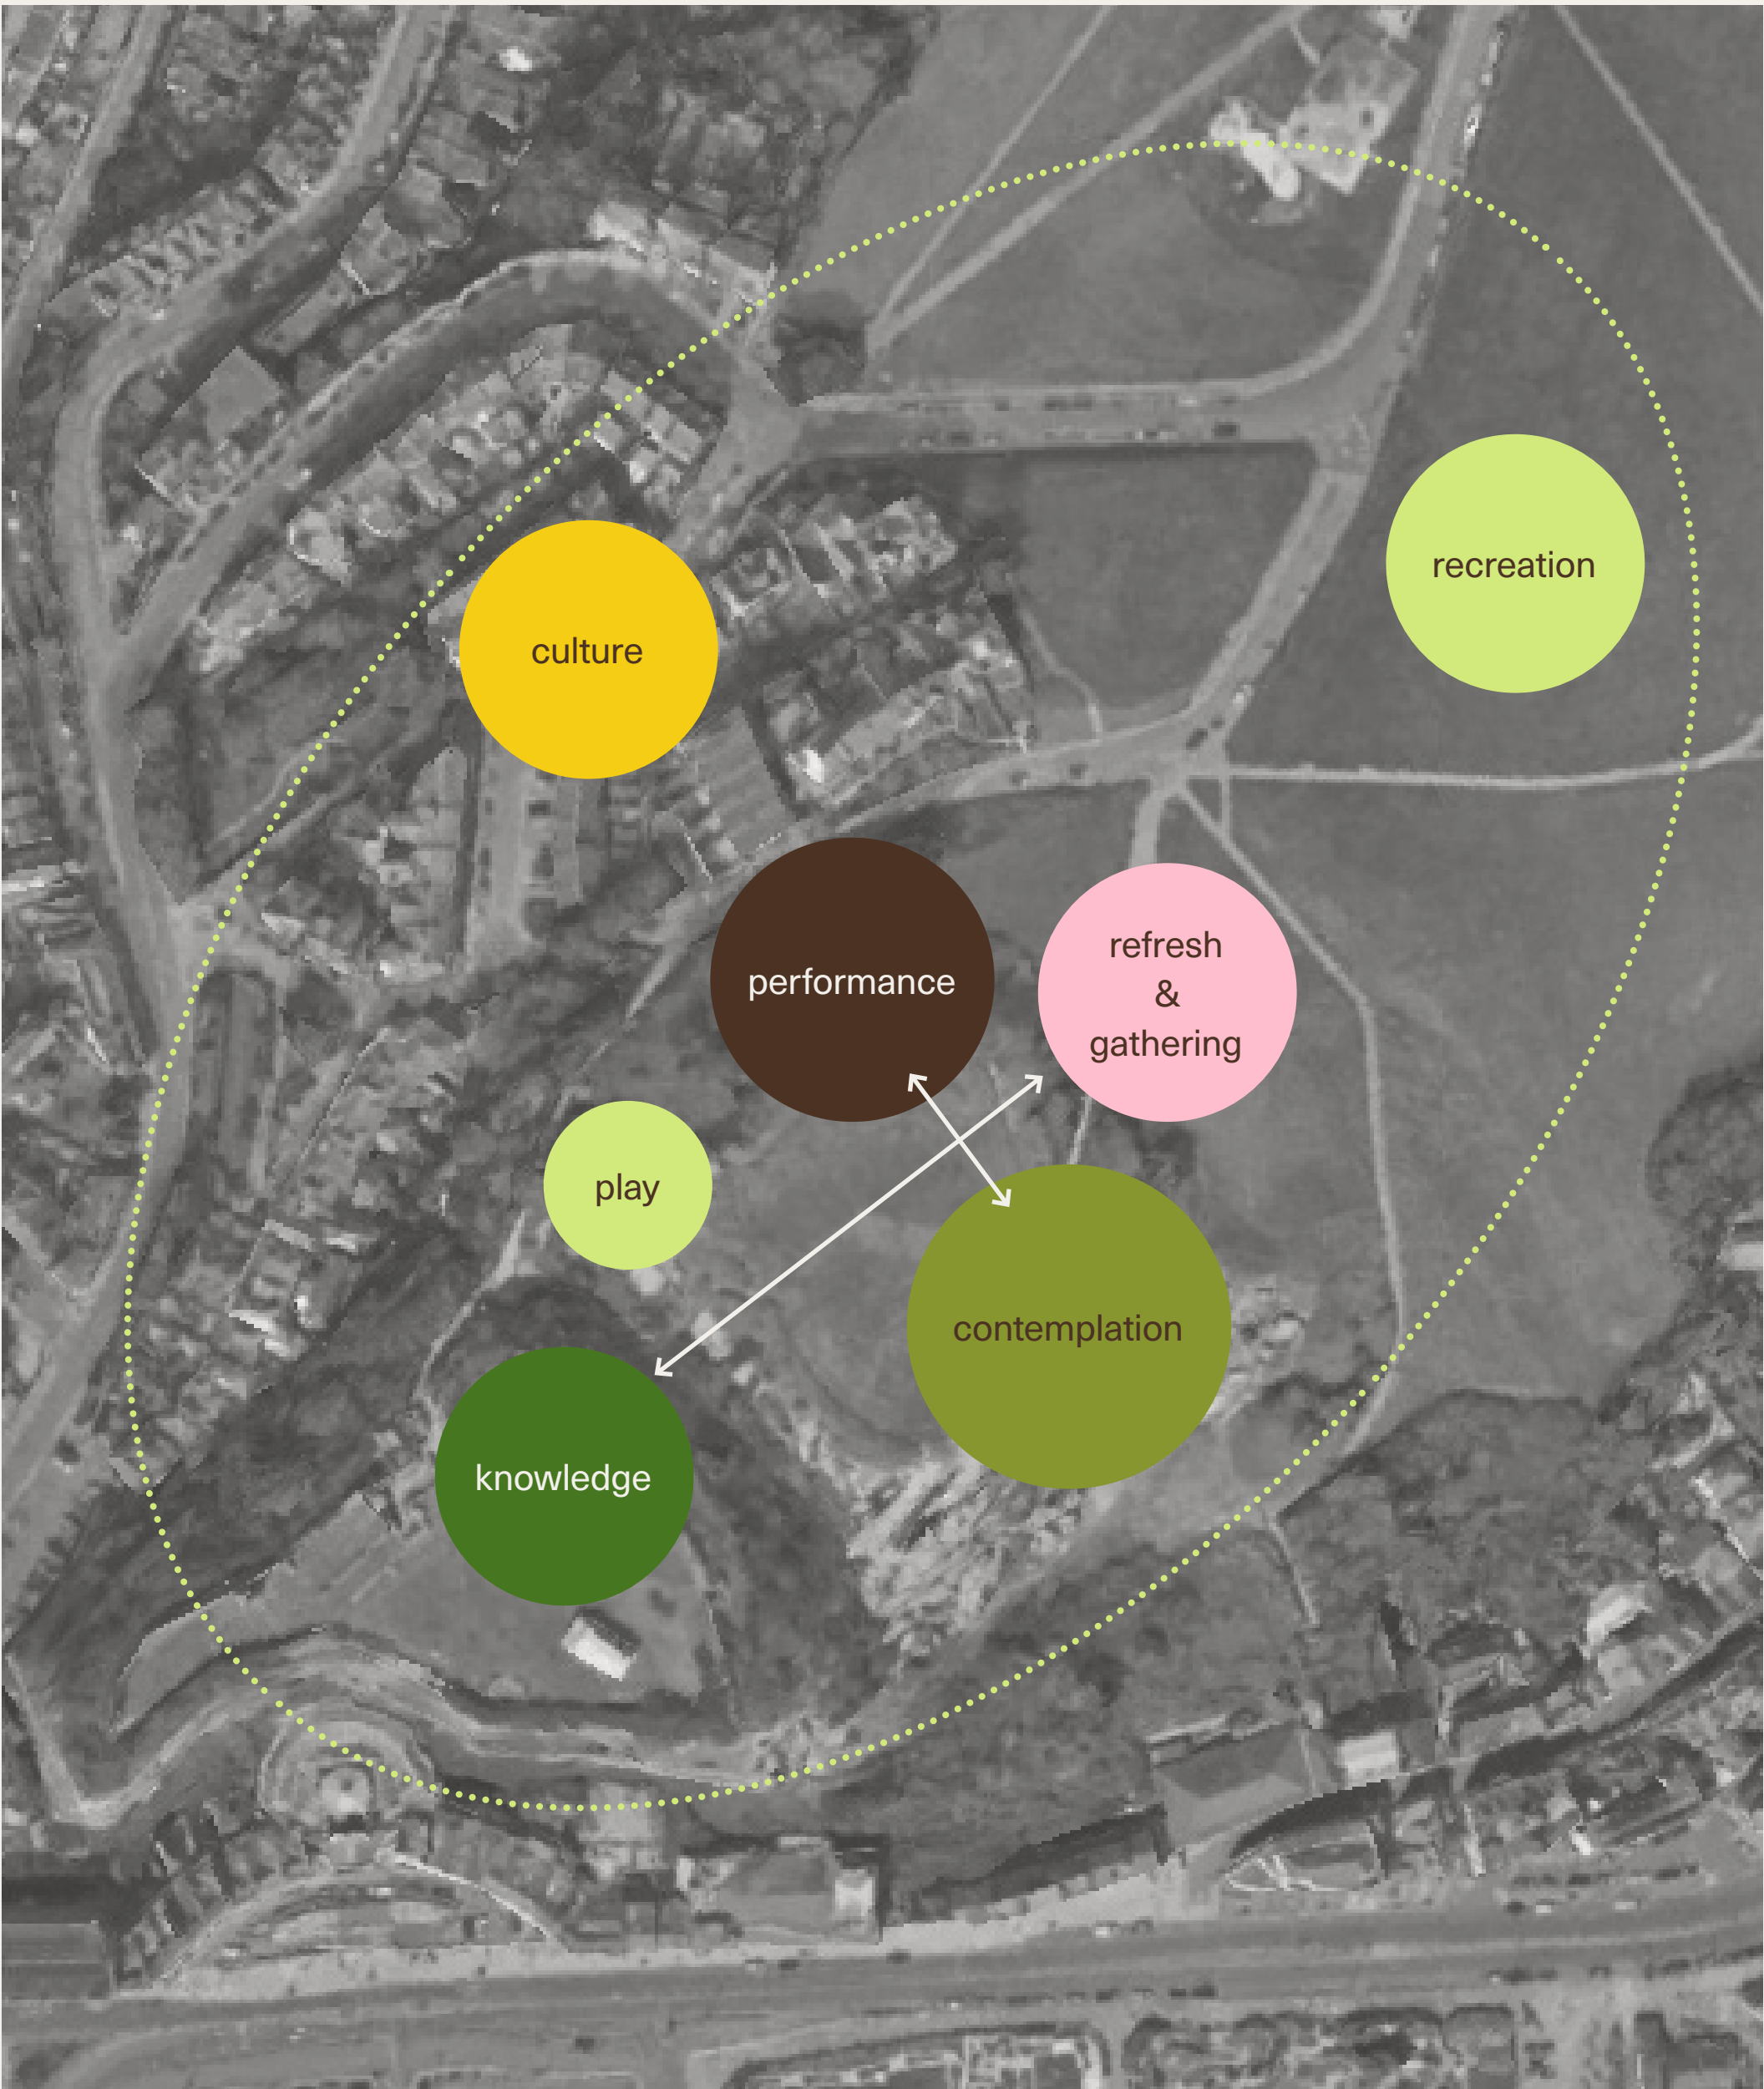 recreation
culture
performance
refresh
&
gathering
play
contemplation
knowledge